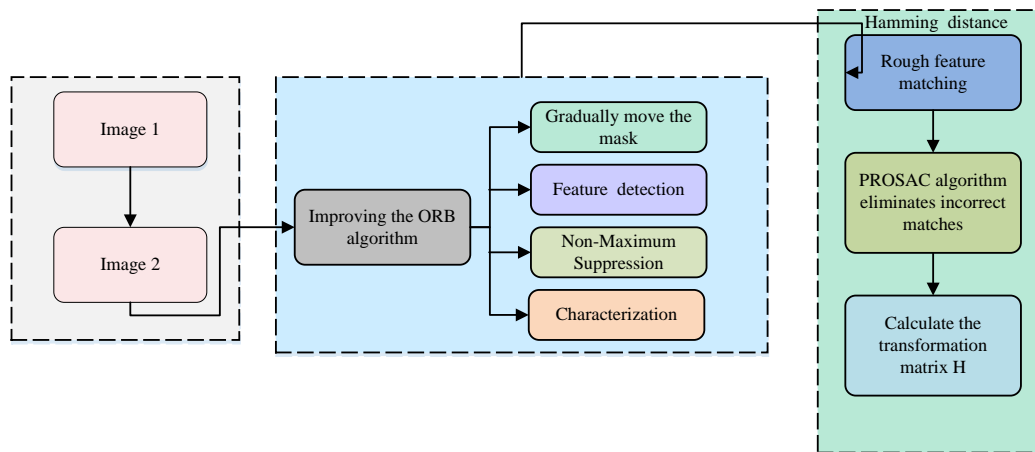 Image 1
Image 2
Improving the ORB
algorithm
Gradually move the
mask
Feature detection
Non-Maximum
Suppression
Characterization
Hamming distance
Rough feature
matching
PROSAC algorithm
eliminates incorrect
matches
Calculate the
transformation
matrix H